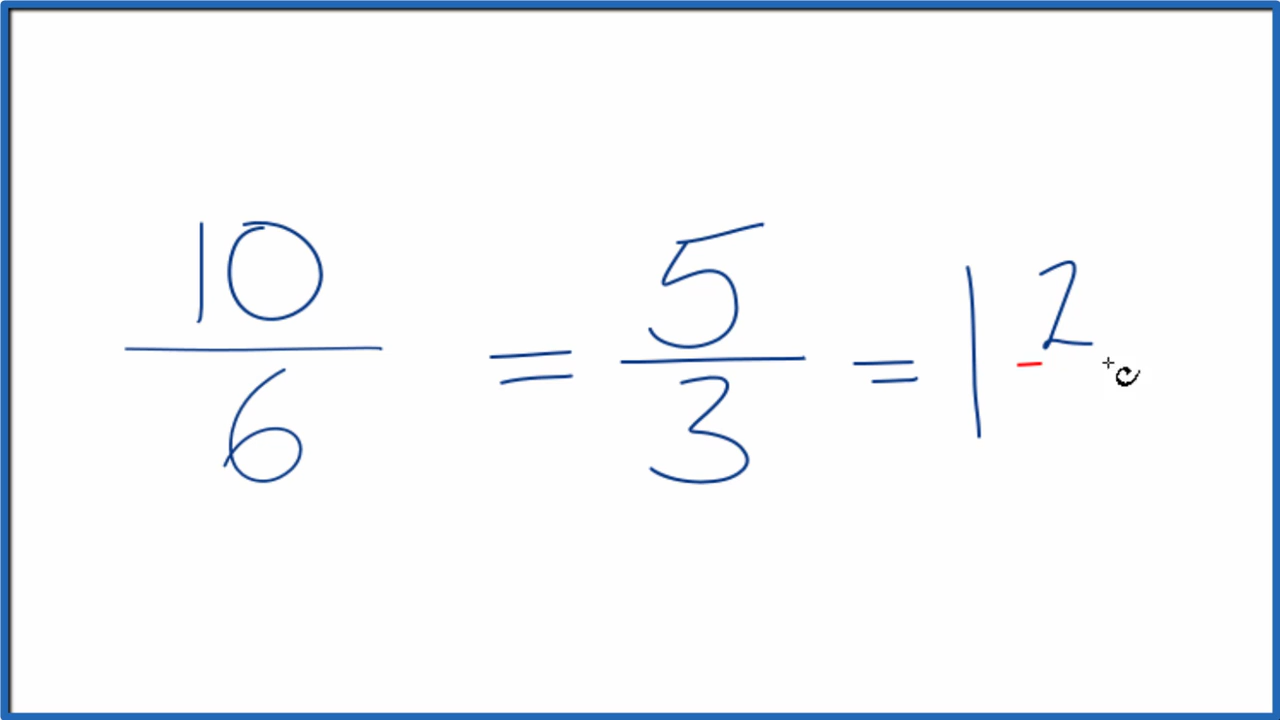 10/6 = 5/3 = 1 2 -